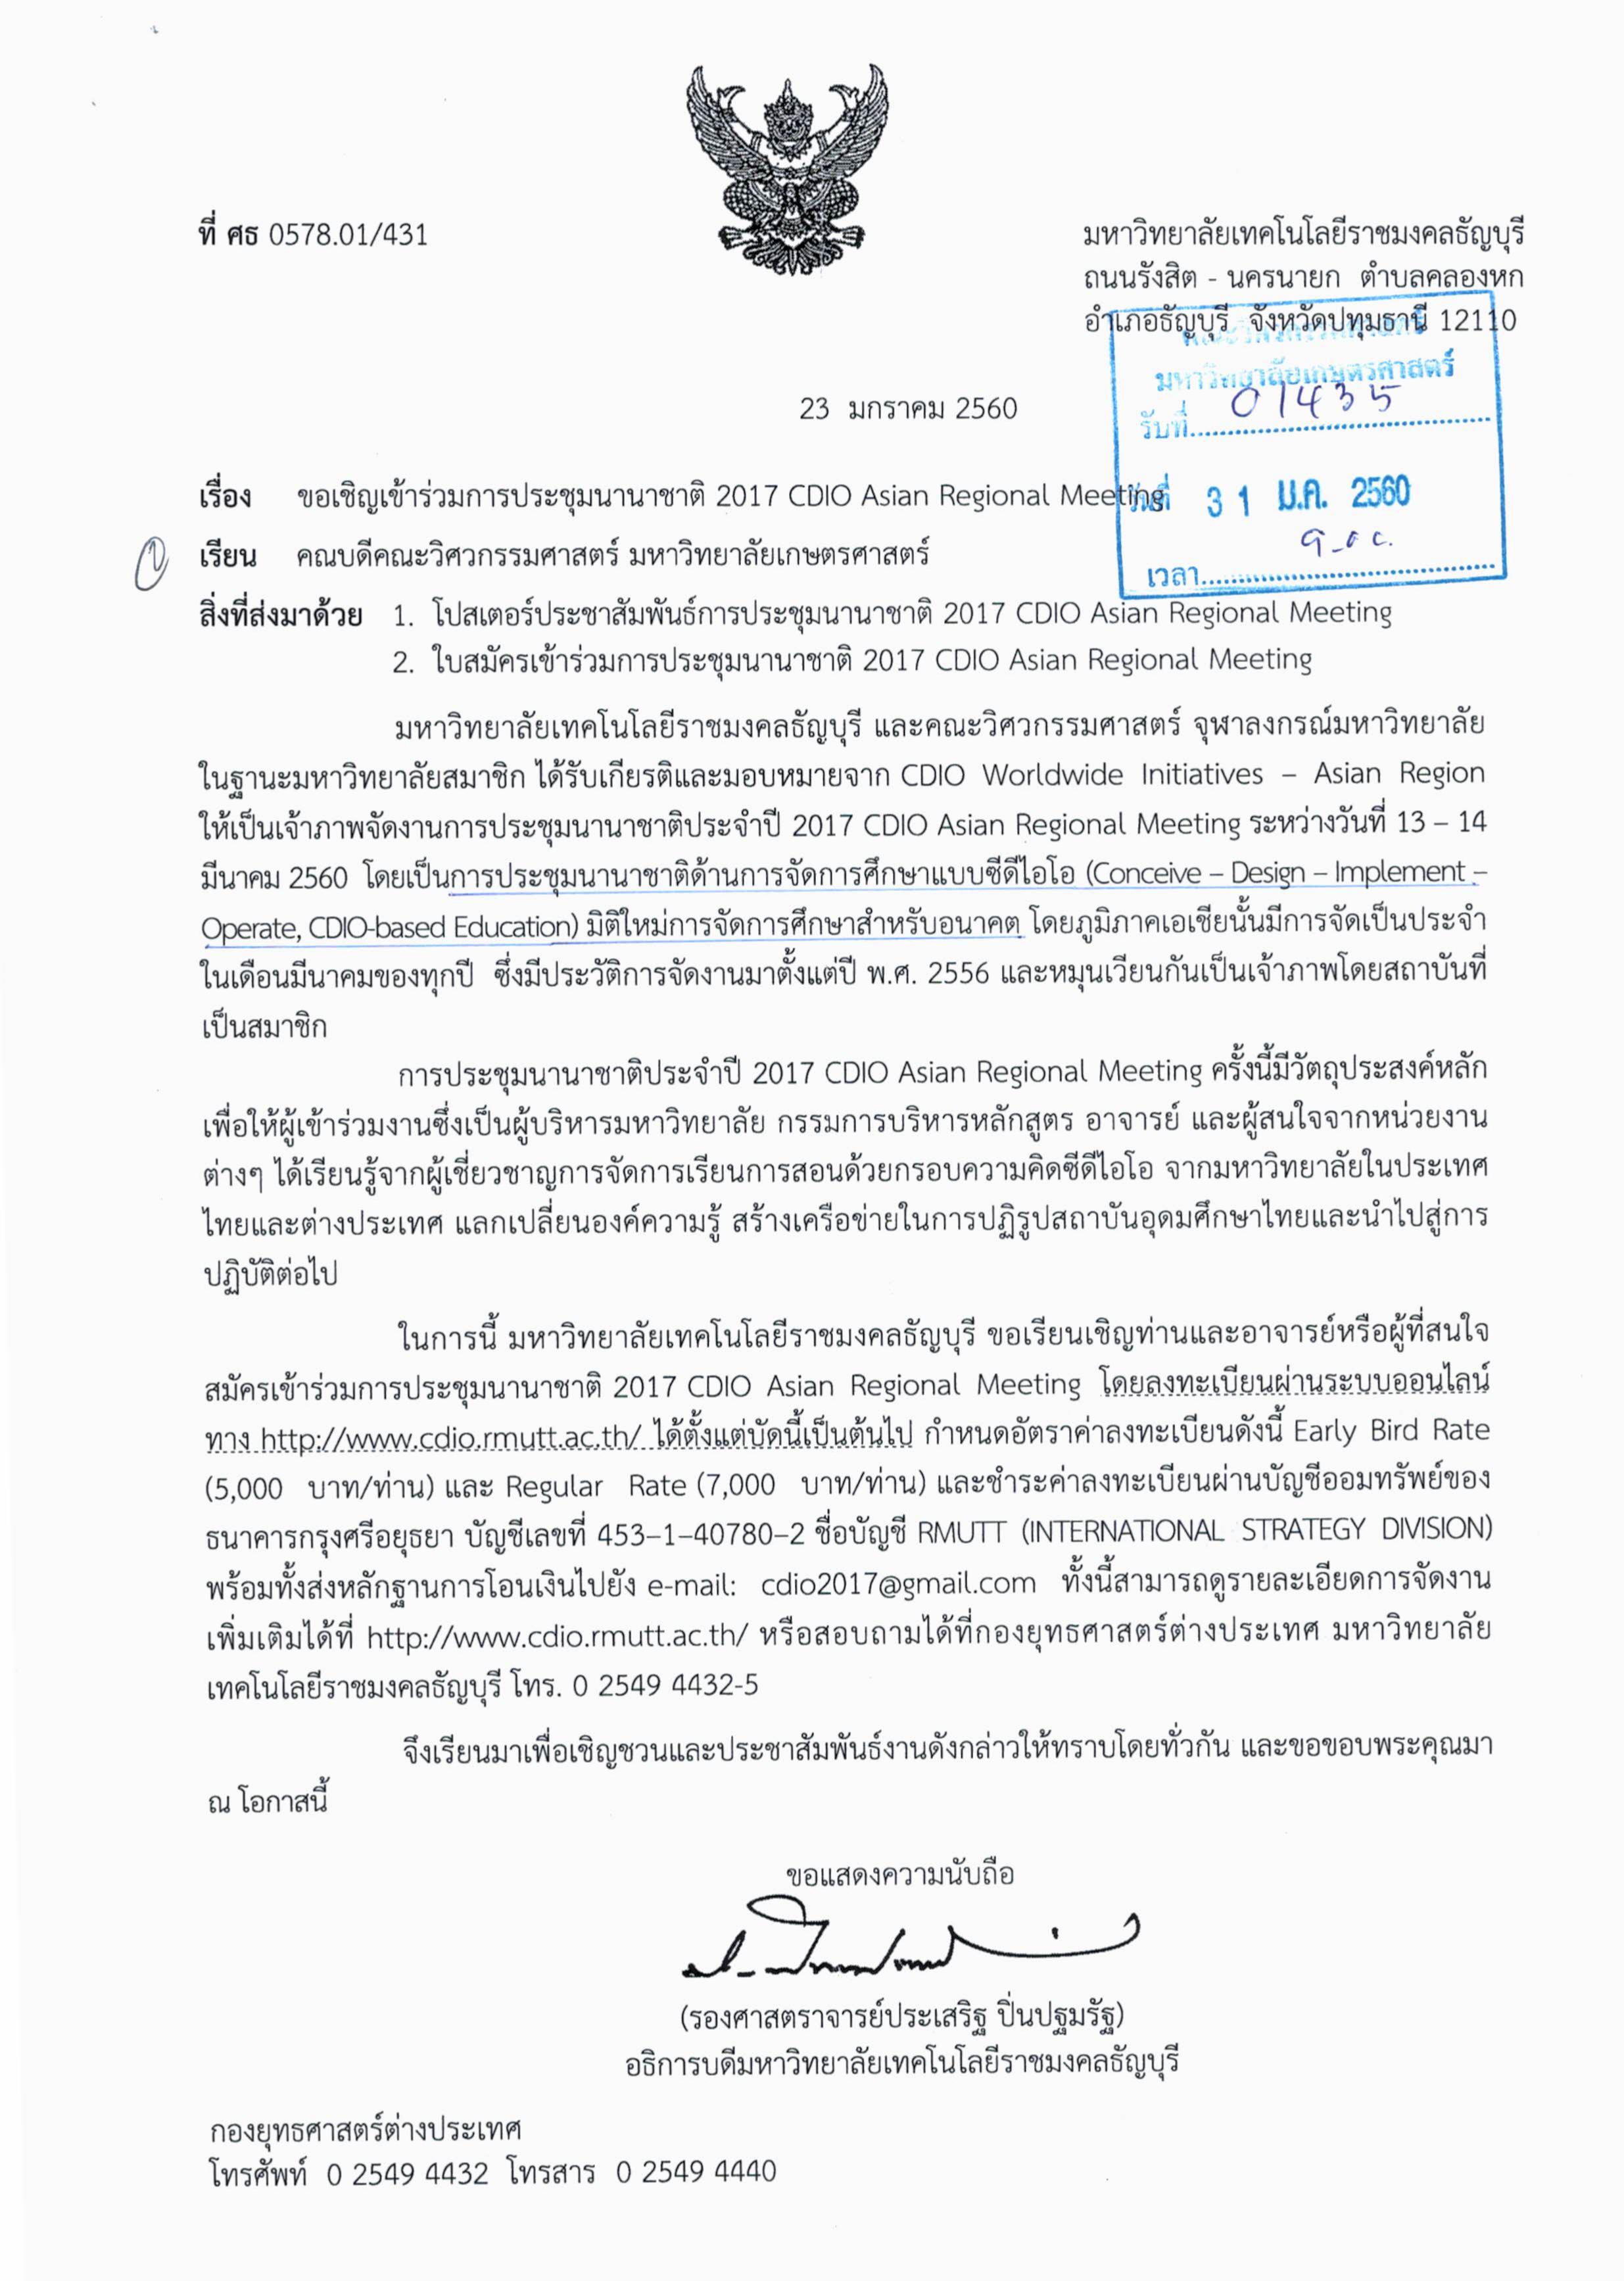 ที่ ศธ 0578.01/431
มหาวิทยาลัยเทคโนโลยีราชมงคลธัญบุรี
ถนนรังสิต - นครนายก ตำบลคลองหก
อำเภอธัญบุรี จังหวัดปทุมธานี 12110
คณะวิศวกรรมศาสตร์
มหาวิทยาลัยเกษตรศาสตร์
รับที่ 01435
วันที่ 31 ม.ค. 2560
เวลา
23 มกราคม 2560
เรื่อง ขอเชิญเข้าร่วมการประชุมนานาชาติ 2017 CDIO Asian Regional Meeting
เรียน คณบดีคณะวิศวกรรมศาสตร์ มหาวิทยาลัยเกษตรศาสตร์
สิ่งที่ส่งมาด้วย 1. โปสเตอร์ประชาสัมพันธ์การประชุมนานาชาติ 2017 CDIO Asian Regional Meeting
2. ใบสมัครเข้าร่วมการประชุมนานาชาติ 2017 CDIO Asian Regional Meeting
มหาวิทยาลัยเทคโนโลยีราชมงคลธัญบุรี และคณะวิศวกรรมศาสตร์ จุฬาลงกรณ์มหาวิทยาลัย
ในฐานะมหาวิทยาลัยสมาชิก ได้รับเกียรติและมอบหมายจาก CDIO Worldwide Initiatives – Asian Region
ให้เป็นเจ้าภาพจัดงานการประชุมนานาชาติประจำปี 2017 CDIO Asian Regional Meeting ระหว่างวันที่ 13 – 14
มีนาคม 2560 โดยเป็นการประชุมนานาชาติด้านการจัดการศึกษาแบบซีดีไอโอ (Conceive – Design – Implement –
Operate, CDIO-based Education) มิติใหม่การจัดการศึกษาสำหรับอนาคต โดยภูมิภาคเอเชียนั้นมีการจัดเป็นประจำ
ในเดือนมีนาคมของทุกปี ซึ่งมีประวัติการจัดงานมาตั้งแต่ปี พ.ศ. 2556 และหมุนเวียนกันเป็นเจ้าภาพโดยสถาบันที่
เป็นสมาชิก
การประชุมนานาชาติประจำปี 2017 CDIO Asian Regional Meeting ครั้งนี้มีวัตถุประสงค์หลัก
เพื่อให้ผู้เข้าร่วมงานซึ่งเป็นผู้บริหารมหาวิทยาลัย กรรมการบริหารหลักสูตร อาจารย์ และผู้สนใจจากหน่วยงาน
ต่างๆ ได้เรียนรู้จากผู้เชี่ยวชาญการจัดการเรียนการสอนด้วยกรอบความคิดซีดีไอโอ จากมหาวิทยาลัยในประเทศ
ไทยและต่างประเทศ แลกเปลี่ยนองค์ความรู้ สร้างเครือข่ายในการปฏิรูปสถาบันอุดมศึกษาไทยและนำไปสู่การ
ปฏิบัติต่อไป
ในการนี้ มหาวิทยาลัยเทคโนโลยีราชมงคลธัญบุรี ขอเรียนเชิญท่านและอาจารย์หรือผู้ที่สนใจ
สมัครเข้าร่วมการประชุมนานาชาติ 2017 CDIO Asian Regional Meeting โดยลงทะเบียนผ่านระบบออนไลน์
ทาง http://www.cdio.rmutt.ac.th/ ได้ตั้งแต่บัดนี้เป็นต้นไป กำหนดอัตราค่าลงทะเบียนดังนี้ Early Bird Rate
(5,000 บาท/ท่าน) และ Regular Rate (7,000 บาท/ท่าน) และชำระค่าลงทะเบียนผ่านบัญชีออมทรัพย์ของ
ธนาคารกรุงศรีอยุธยา บัญชีเลขที่ 453–1–40780–2 ชื่อบัญชี RMUTT (INTERNATIONAL STRATEGY DIVISION)
พร้อมทั้งส่งหลักฐานการโอนเงินไปยัง e-mail: cdio2017@gmail.com ทั้งนี้สามารถดูรายละเอียดการจัดงาน
เพิ่มเติมได้ที่ http://www.cdio.rmutt.ac.th/ หรือสอบถามได้ที่กองยุทธศาสตร์ต่างประเทศ มหาวิทยาลัย
เทคโนโลยีราชมงคลธัญบุรี โทร. 0 2549 4432-5
จึงเรียนมาเพื่อเชิญชวนและประชาสัมพันธ์งานดังกล่าวให้ทราบโดยทั่วกัน และขอขอบพระคุณมา
ณ โอกาสนี้
ขอแสดงความนับถือ
(รองศาสตราจารย์ประเสริฐ ปิ่นปฐมรัฐ)
อธิการบดีมหาวิทยาลัยเทคโนโลยีราชมงคลธัญบุรี
กองยุทธศาสตร์ต่างประเทศ
โทรศัพท์ 0 2549 4432 โทรสาร 0 2549 4440